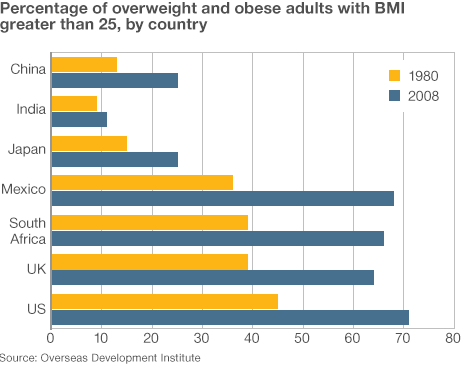 Percentage of overweight and obese adults with BMI
greater than 25, by country
1980
2008
China
India
Japan
Mexico
South
Africa
UK
US
0 10 20 30 40 50 60 70 80
Source: Overseas Development Institute